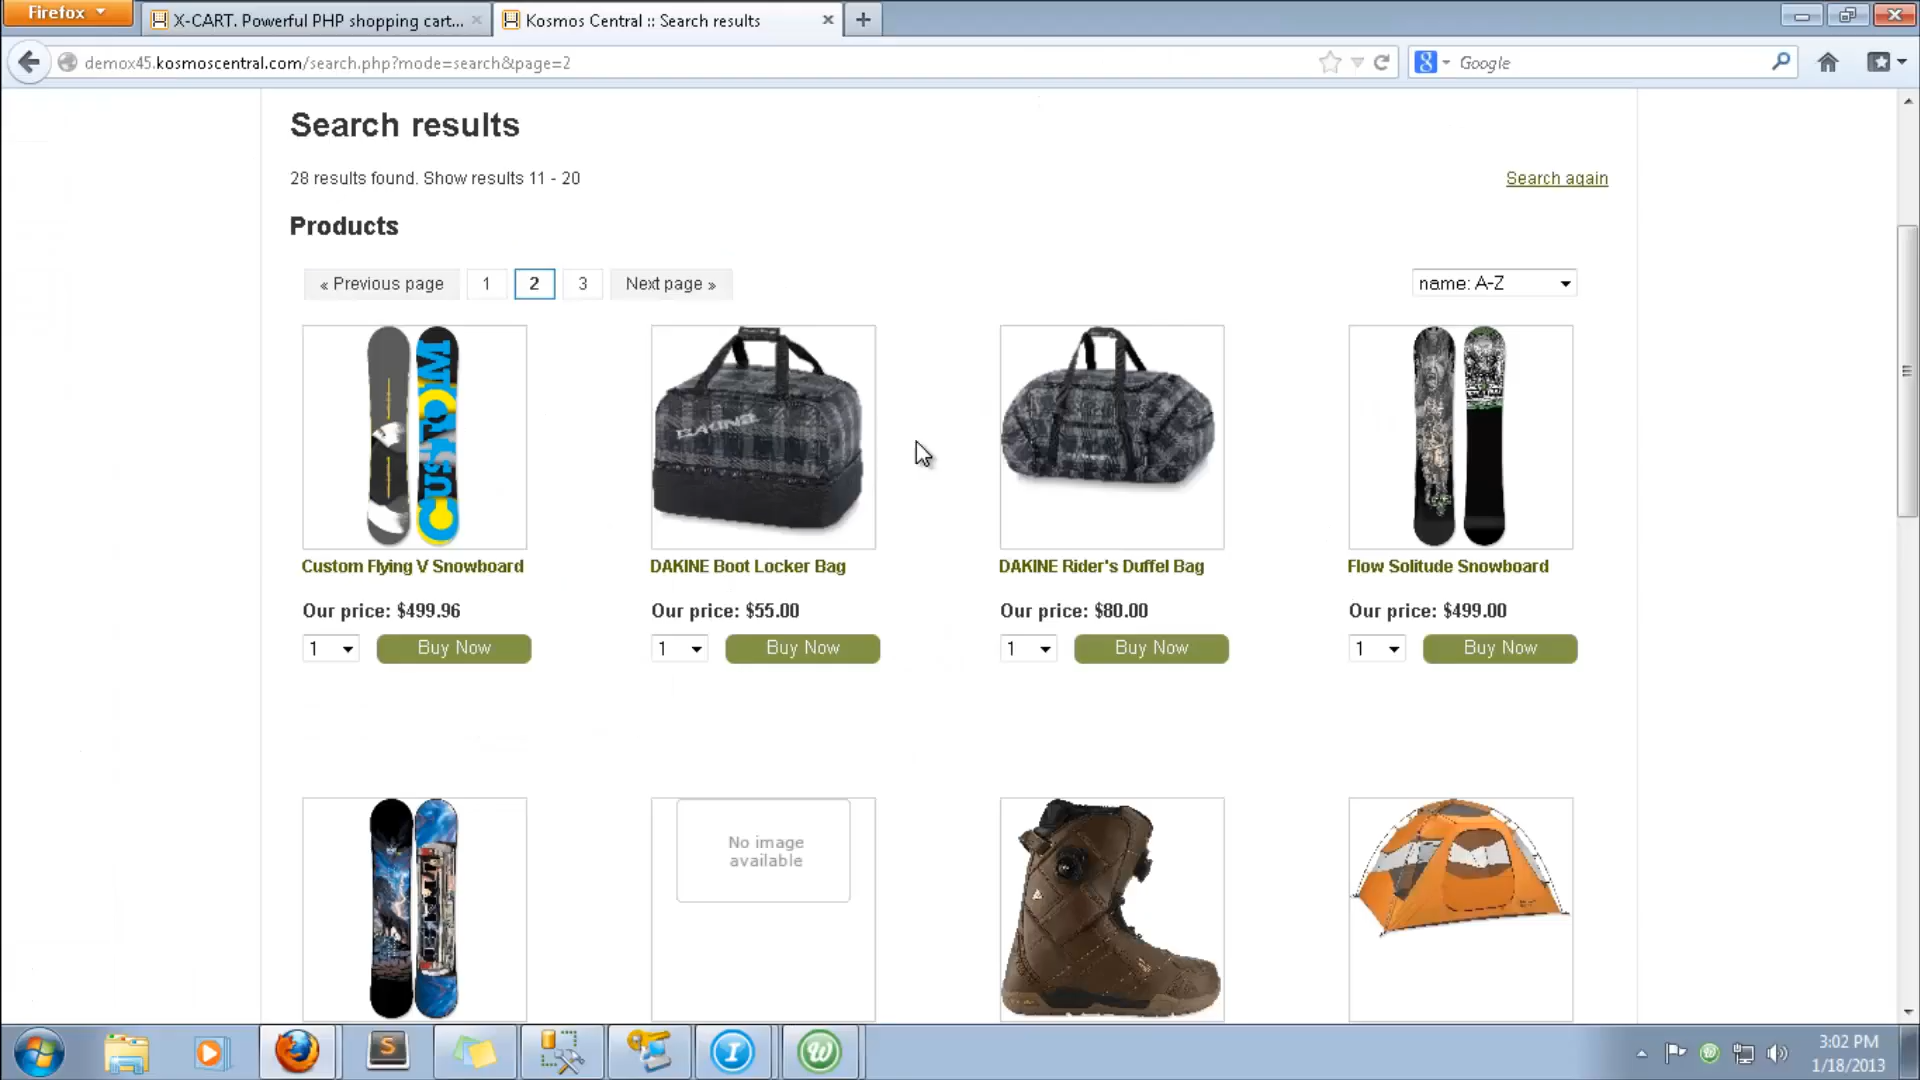 Firefox
X-CART. Powerful PHP shopping cart...
Kosmos Central :: Search results
demox45.kosmoscentral.com/search.php?mode=search&page=2
Google
Search results
28 results found. Show results 11 - 20
Search again
Products
« Previous page
1
2
3
Next page »
name: A-Z
CUSTOM
DAKINE
Custom Flying V Snowboard
DAKINE Boot Locker Bag
DAKINE Rider's Duffel Bag
Flow Solitude Snowboard
Our price: $499.96
Our price: $55.00
Our price: $80.00
Our price: $499.00
1
Buy Now
1
Buy Now
1
Buy Now
1
Buy Now
No image
available
3:02 PM
1/18/2013